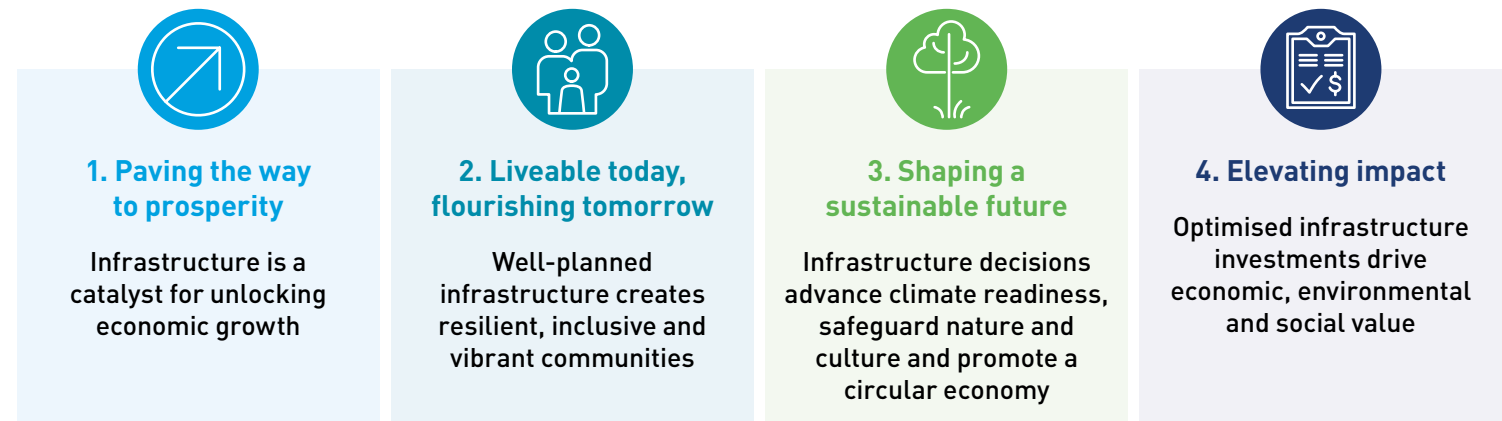 1. Paving the way
to prosperity
Infrastructure is a
catalyst for unlocking
economic growth
2. Liveable today,
flourishing tomorrow
Well-planned
infrastructure creates
resilient, inclusive and
vibrant communities
3. Shaping a
sustainable future
Infrastructure decisions
advance climate readiness,
safeguard nature and
culture and promote a
circular economy
$
4. Elevating impact
Optimised infrastructure
investments drive
economic, environmental
and social value